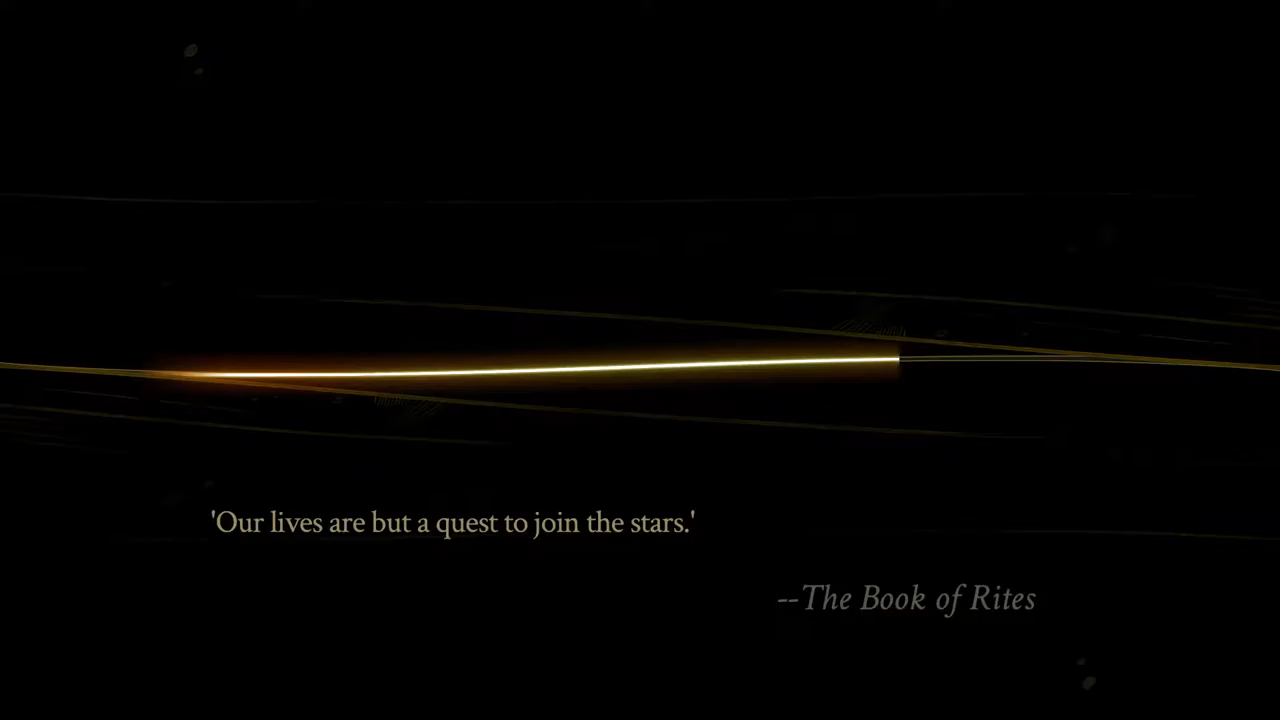 'Our lives are but a quest to join the stars.'
--The Book of Rites